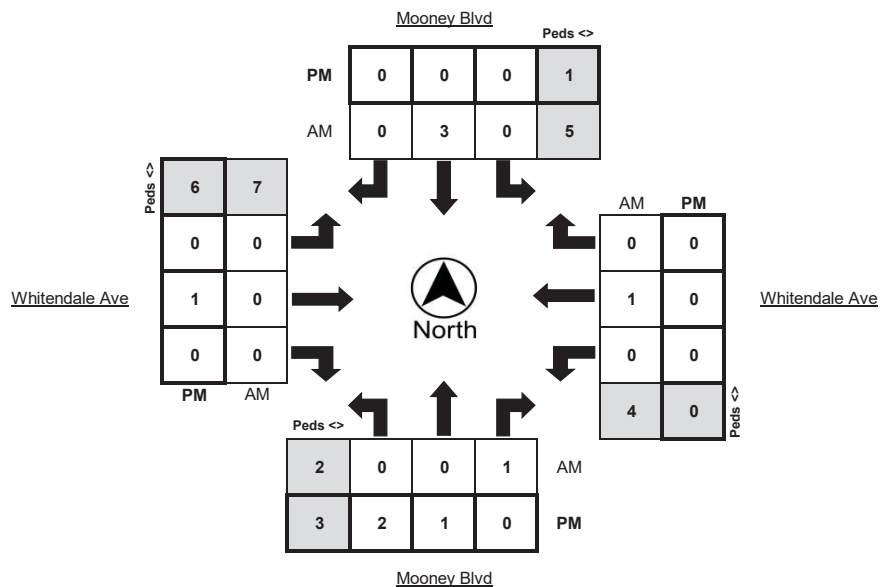 Mooney Blvd
Peds <>
PM 0 0 0 1
AM 0 3 0 5
Peds <>
6 7
0 0
1 0
0 0
PM AM
Whitendale Ave
North
AM PM
0 0
1 0
0 0
4 0
Peds <>
Whitendale Ave
Peds <>
2 0 0 1 AM
3 2 1 0 PM
Mooney Blvd